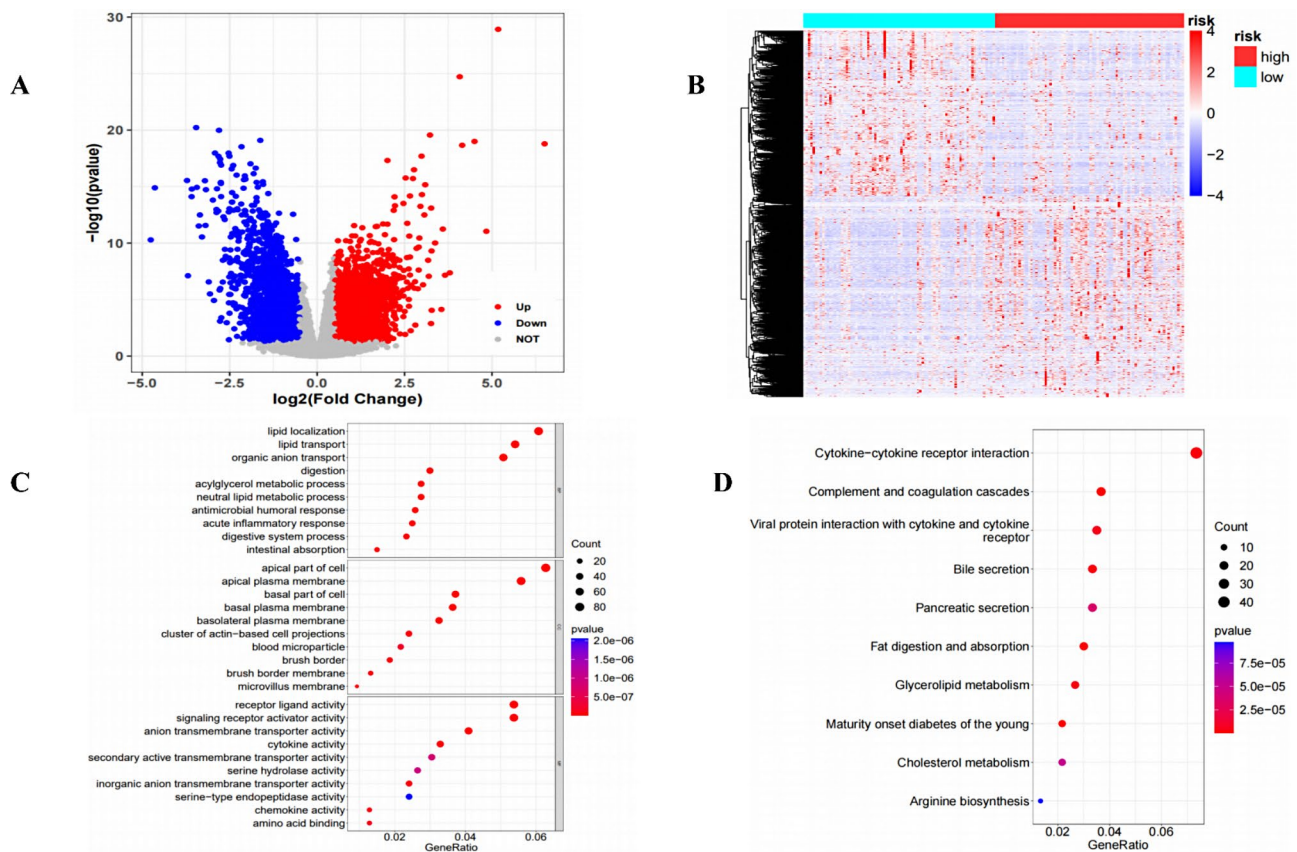 A
30
20
10
0
−log10(pvalue)
−5.0
−2.5
0.0
2.5
5.0
log2(Fold Change)
Up
Down
NOT
B
risk
4
2
0
−2
−4
risk
high
low
C
lipid localization
lipid transport
organic anion transport
digestion
acylglycerol metabolic process
neutral lipid metabolic process
antimicrobial humoral response
acute inflammatory response
digestive system process
intestinal absorption
apical part of cell
apical plasma membrane
basal part of cell
basal plasma membrane
basolateral plasma membrane
cluster of actin−based cell projections
blood microparticle
brush border
brush border membrane
microvillus membrane
receptor ligand activity
signaling receptor activator activity
anion transmembrane transporter activity
cytokine activity
secondary active transmembrane transporter activity
serine hydrolase activity
inorganic anion transmembrane transporter activity
serine−type endopeptidase activity
chemokine activity
amino acid binding
0.02
0.04
0.06
GeneRatio
Count
20
40
60
80
pvalue
2.0e−06
1.5e−06
1.0e−06
5.0e−07
D
Cytokine−cytokine receptor interaction
Complement and coagulation cascades
Viral protein interaction with cytokine and cytokine
receptor
Bile secretion
Pancreatic secretion
Fat digestion and absorption
Glycerolipid metabolism
Maturity onset diabetes of the young
Cholesterol metabolism
Arginine biosynthesis
0.02
0.04
0.06
GeneRatio
Count
10
20
30
40
pvalue
7.5e−05
5.0e−05
2.5e−05